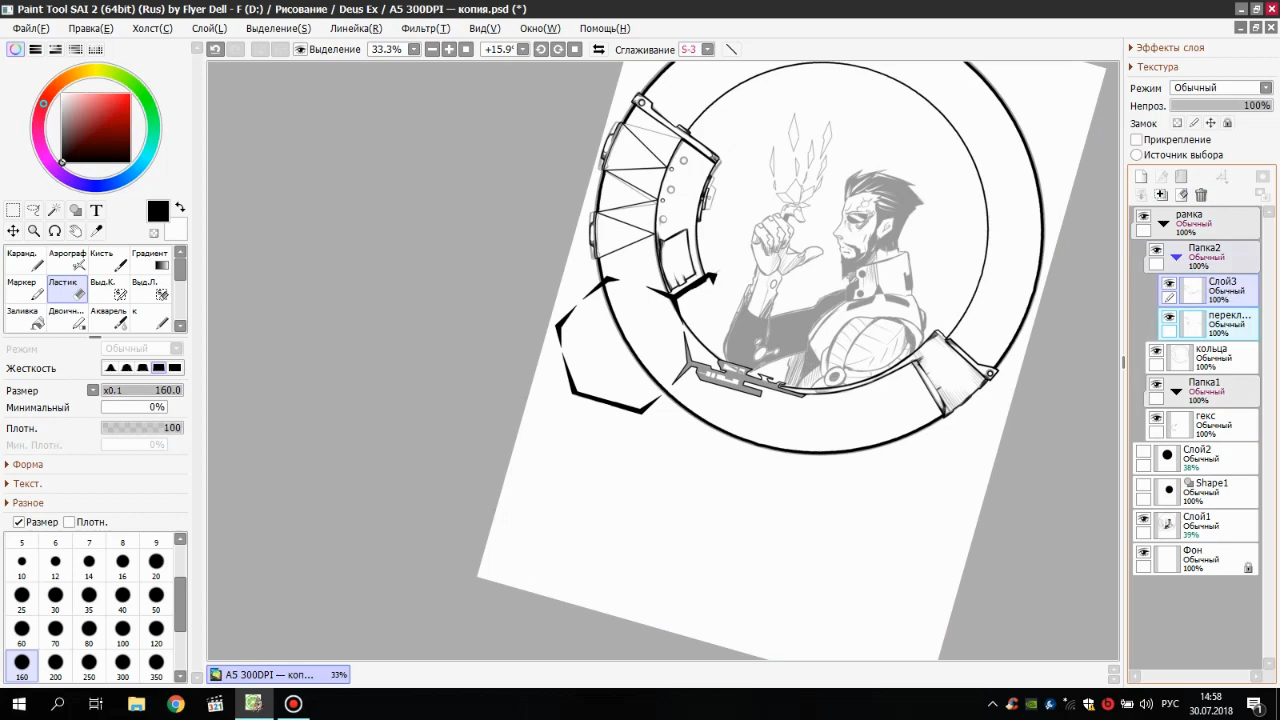 Paint Tool SAI 2 (64bit) (Rus) by Flyer Dell - F (D:) / Рисование / Deus Ex / A5 300DPI — копия.psd (*)
Файл(F) Правка(E) Холст(C) Слой(L) Выделение(S) Линейка(R) Фильтр(T) Вид(V) Окно(W) Помощь(H)
Выделение 33.3% +15.9° Сглаживание S-3
T
Каранд. Аэрограф Кисть Градиент
Маркер Ластик Выд.К. Выд.Л.
Заливка Двоичн... Акварель к
Режим Обычный
Жесткость
Размер x0.1 160.0
Минимальный 0%
Плотн. 100
Мин. Плотн. 0%
Форма
Текст.
Разное
Размер Плотн.
5 6 7 8 9
10 12 14 16 20
25 30 35 40 50
60 70 80 100 120
160 200 250 300 350
A5 300DPI — коп... 33%
Эффекты слоя
Текстура
Режим Обычный
Непроз. 100%
Замок
Прикрепление
Источник выбора
рамка
Обычный
100%
Папка2
Обычный
100%
Слой3
Обычный
100%
перекл...
Обычный
100%
кольца
Обычный
100%
Папка1
Обычный
100%
гекс
Обычный
100%
Слой2
Обычный
38%
Shape1
Обычный
100%
Слой1
Обычный
39%
Фон
Обычный
100%
РУС
14:58
30.07.2018